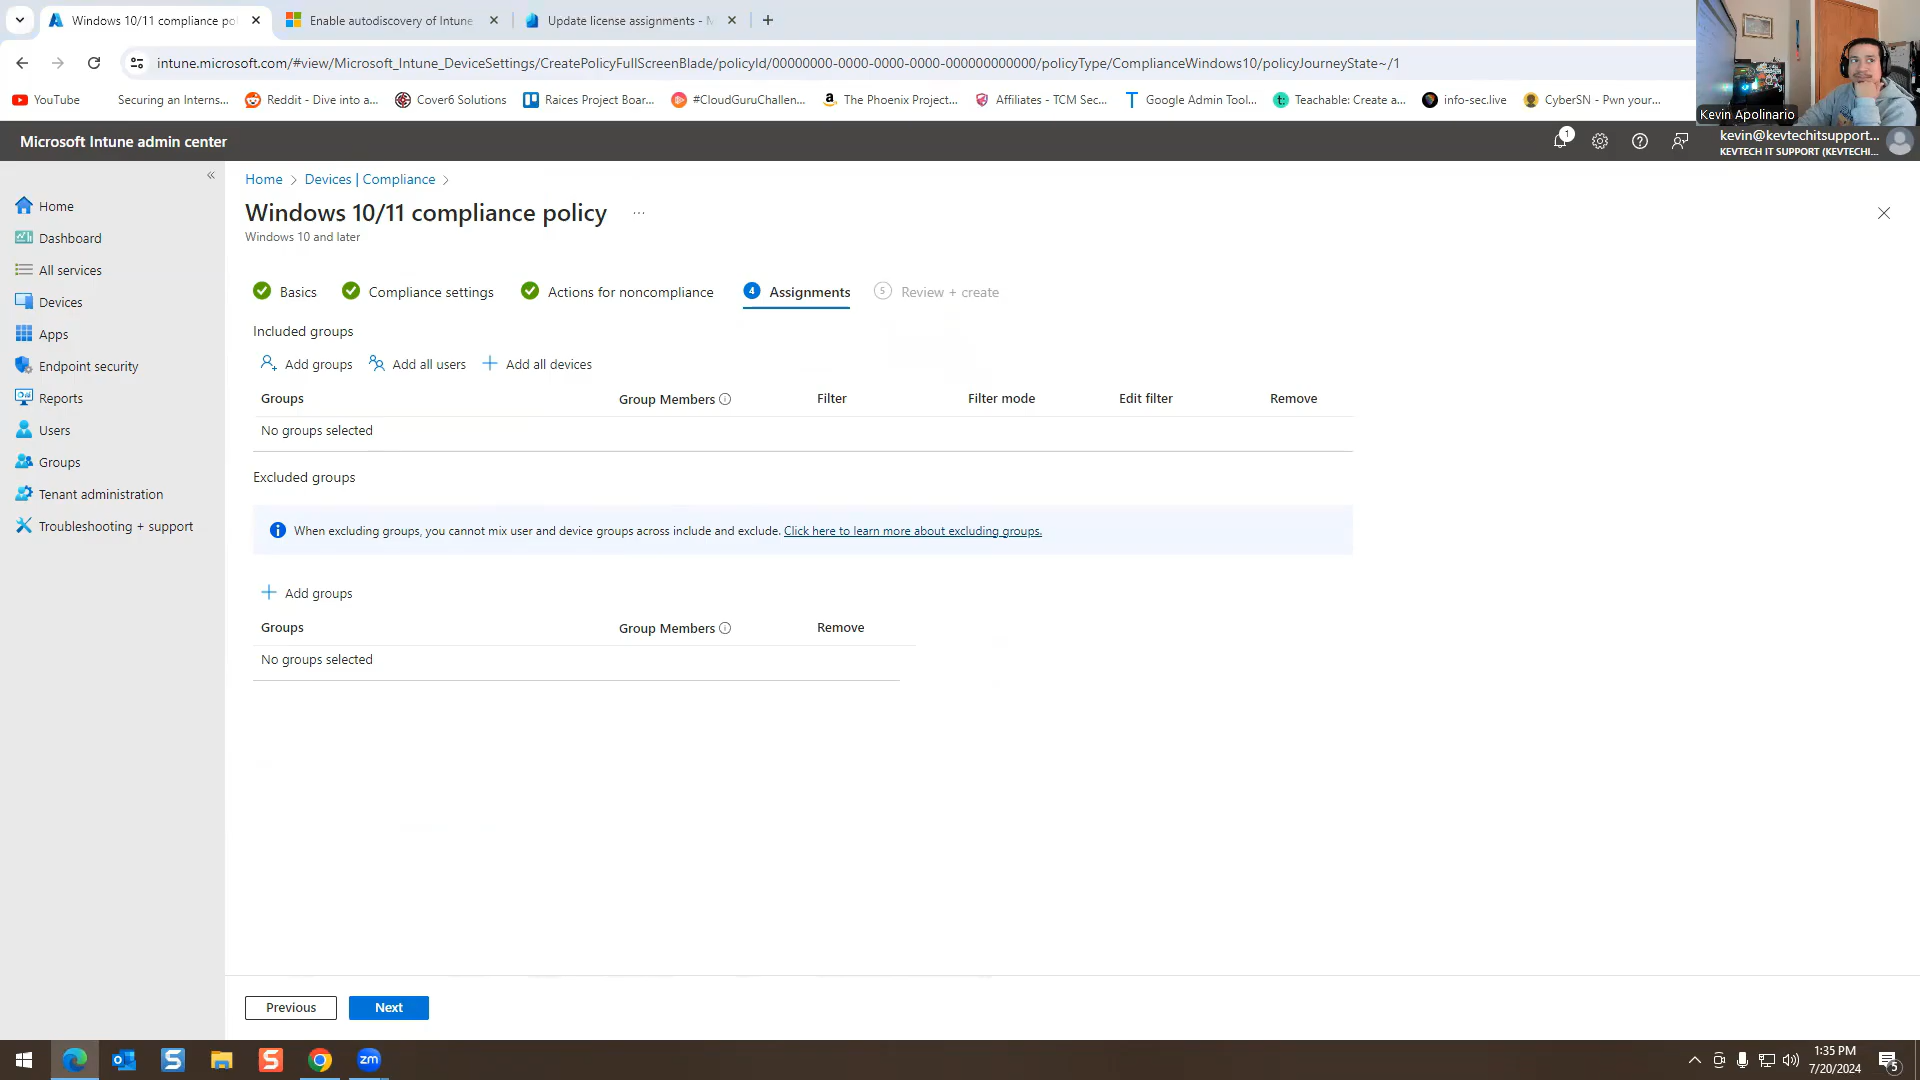 Windows 10/11 compliance po
Enable autodiscovery of Intune
Update license assignments - M
intune.microsoft.com/#view/Microsoft_Intune_DeviceSettings/CreatePolicyFullScreenBlade/policyId/00000000-0000-0000-0000-000000000000/policyType/ComplianceWindows10/policyJourneyState~/1
YouTube
Securing an Interns...
Reddit - Dive into a...
Cover6 Solutions
Raices Project Boar...
#CloudGuruChallen...
The Phoenix Project...
Affiliates - TCM Sec...
Google Admin Tool...
Teachable: Create a...
info-sec.live
CyberSN - Pwn your...
Kevin Apolinario
Microsoft Intune admin center
1
kevin@kevtechitsupport...
KEVTECH IT SUPPORT (KEVTECHI...
Home > Devices | Compliance >
Windows 10/11 compliance policy ...
Windows 10 and later
Home
Dashboard
All services
Devices
Apps
Endpoint security
Reports
Users
Groups
Tenant administration
Troubleshooting + support
Basics
Compliance settings
Actions for noncompliance
4 Assignments
5 Review + create
Included groups
Add groups
Add all users
Add all devices
Groups Group Members Filter Filter mode Edit filter Remove
No groups selected
Excluded groups
When excluding groups, you cannot mix user and device groups across include and exclude. Click here to learn more about excluding groups.
Add groups
Groups Group Members Remove
No groups selected
Previous
Next
zm
1:35 PM
7/20/2024
5